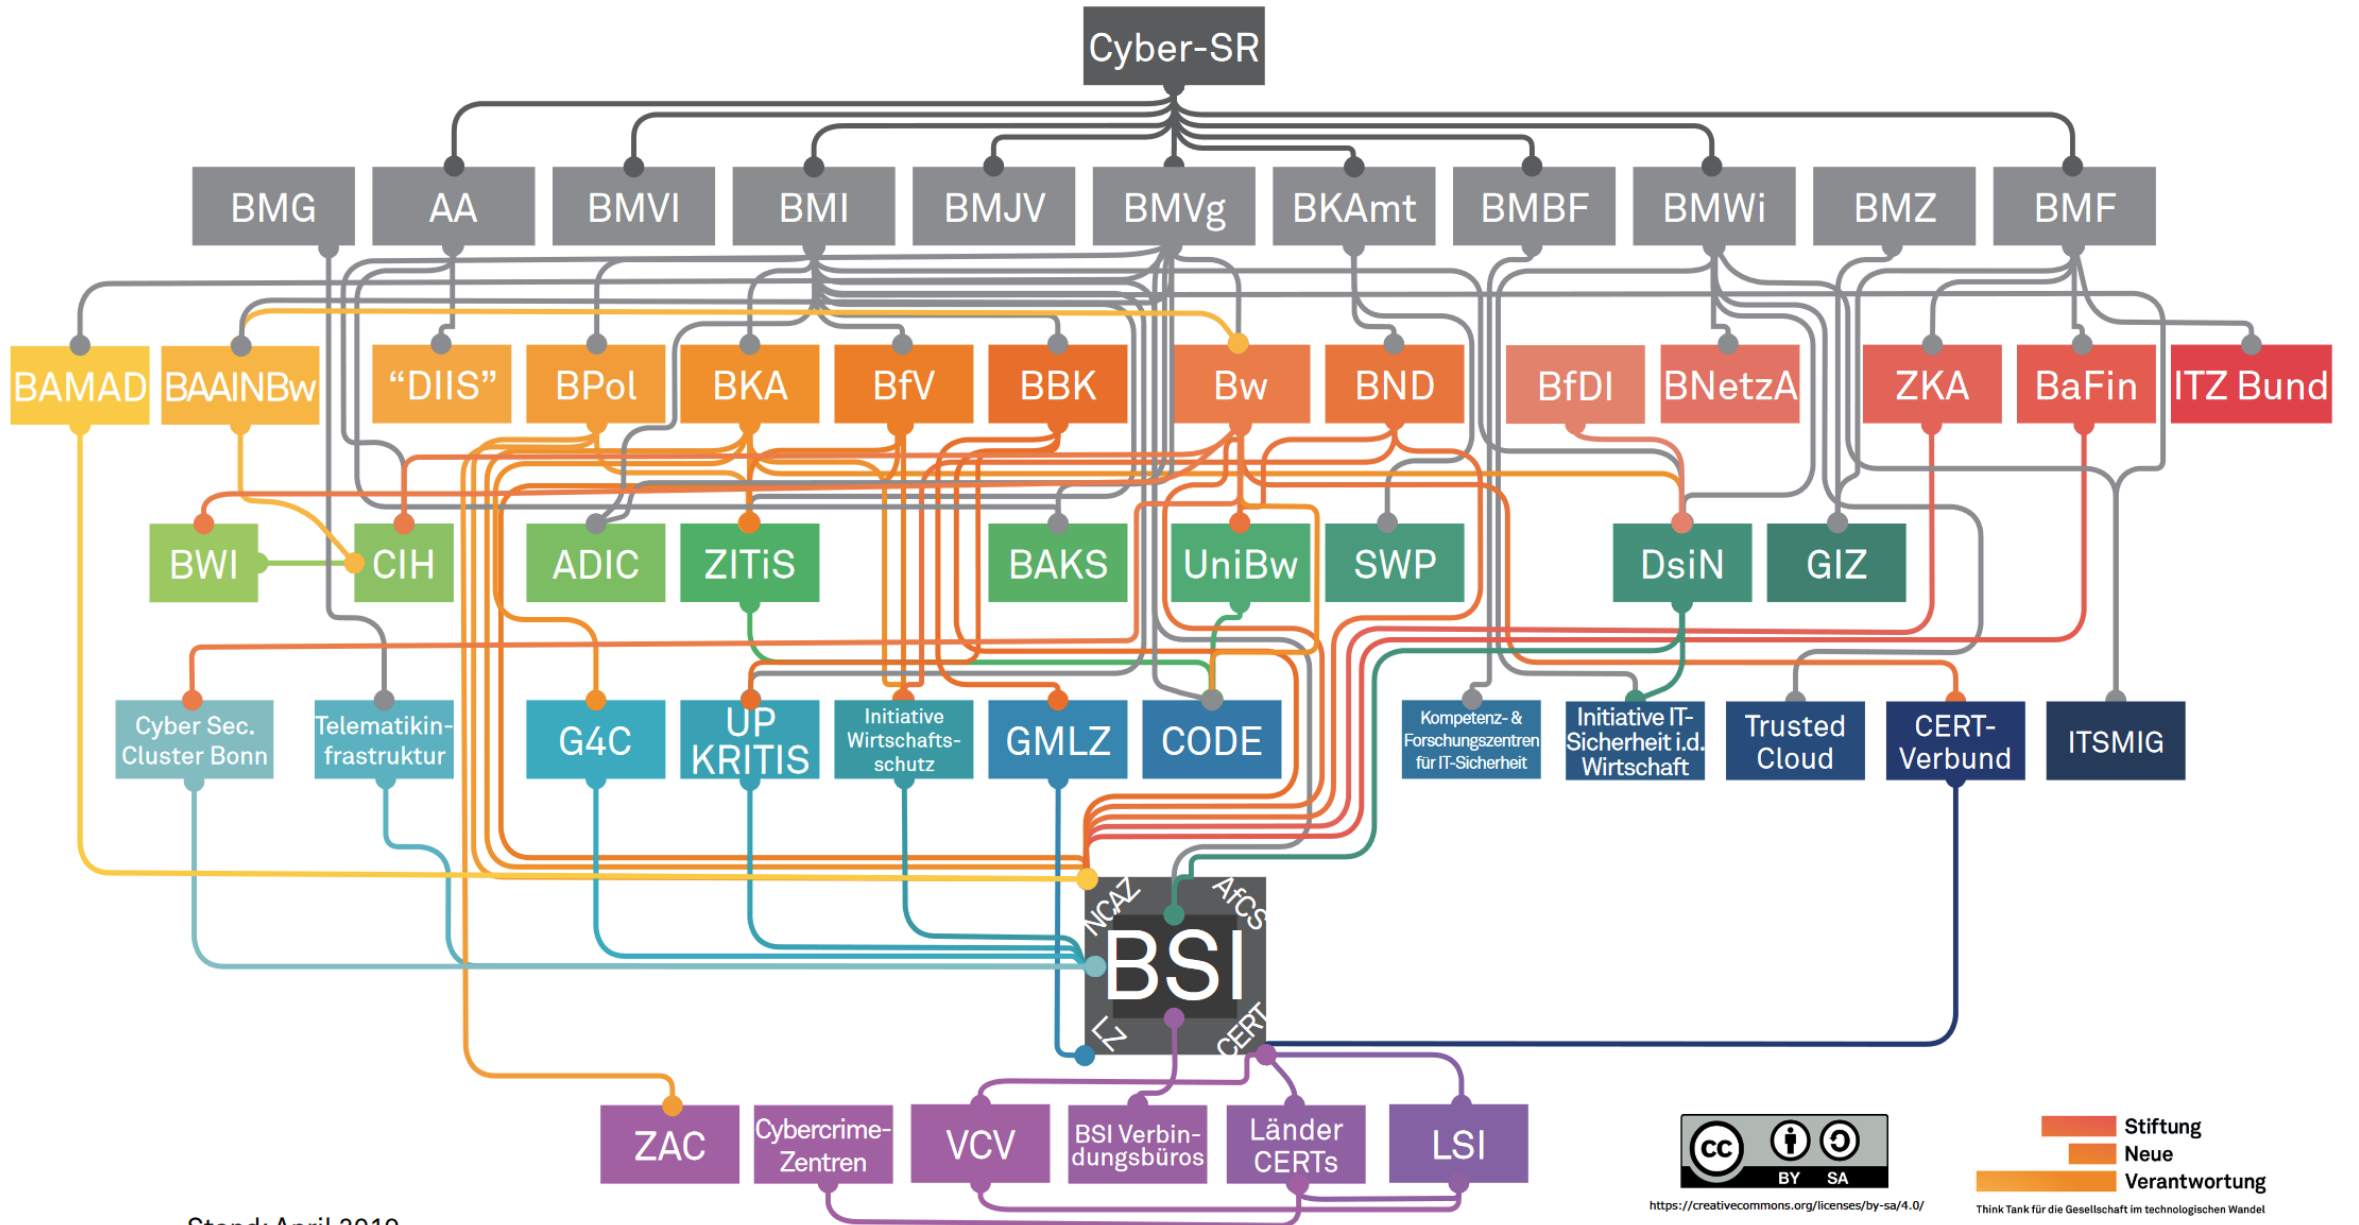 Cyber-SR
BMG
AA
BMVI
BMI
BMJV
BMVg
BKAmt
BMBF
BMWi
BMZ
BMF
BAMAD
BAAINBw
“DIIS”
BPol
BKA
BfV
BBK
Bw
BND
BfDI
BNetzA
ZKA
BaFin
ITZ Bund
BWI
CIH
ADIC
ZITiS
BAKS
UniBw
SWP
DsiN
GIZ
Cyber Sec.
Cluster Bonn
Telematikin-
frastruktur
G4C
UP
KRITIS
Initiative
Wirtschafts-
schutz
GMLZ
CODE
Kompetenz- &
Forschungszentren
für IT-Sicherheit
Initiative IT-
Sicherheit i.d.
Wirtschaft
Trusted
Cloud
CERT-
Verbund
ITSMIG
NCAZ
AfCS
BSI
LZ
CERT
ZAC
Cybercrime-
Zentren
VCV
BSI Verbin-
dungsbüros
Länder
CERTs
LSI
cc
BY SA
https://creativecommons.org/licenses/by-sa/4.0/
Stiftung
Neue
Verantwortung
Think Tank für die Gesellschaft im technologischen Wandel
Stand: April 2019